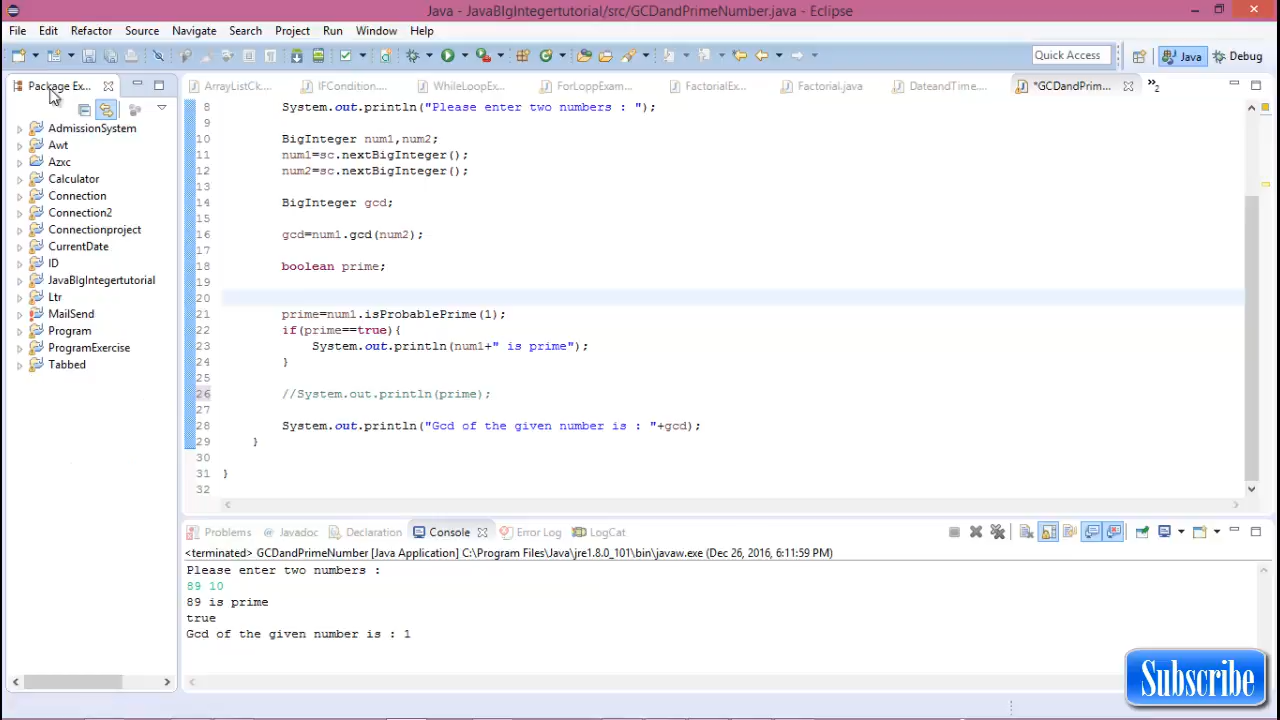 Java - JavaBIgIntegertutorial/src/GCDandPrimeNumber.java - Eclipse
File Edit Refactor Source Navigate Search Project Run Window Help
Quick Access Java Debug
Package Ex... ArrayListCk... IFCondition.... WhileLoopEx... ForLoppExam... FactorialEx... Factorial.java DateandTime.... *GCDandPrim... »2
AdmissionSystem
Awt
Azxc
Calculator
Connection
Connection2
Connectionproject
CurrentDate
ID
JavaBIgIntegertutorial
Ltr
MailSend
Program
ProgramExercise
Tabbed
8 System.out.println("Please enter two numbers : ");
9
10 BigInteger num1,num2;
11 num1=sc.nextBigInteger();
12 num2=sc.nextBigInteger();
13
14 BigInteger gcd;
15
16 gcd=num1.gcd(num2);
17
18 boolean prime;
19
20
21 prime=num1.isProbablePrime(1);
22 if(prime==true){
23 System.out.println(num1+" is prime");
24 }
25
26 //System.out.println(prime);
27
28 System.out.println("Gcd of the given number is : "+gcd);
29 }
30
31 }
32
Problems @ Javadoc Declaration Console Error Log LogCat
<terminated> GCDandPrimeNumber [Java Application] C:\Program Files\Java\jre1.8.0_101\bin\javaw.exe (Dec 26, 2016, 6:11:59 PM)
Please enter two numbers :
89 10
89 is prime
true
Gcd of the given number is : 1
Subscribe